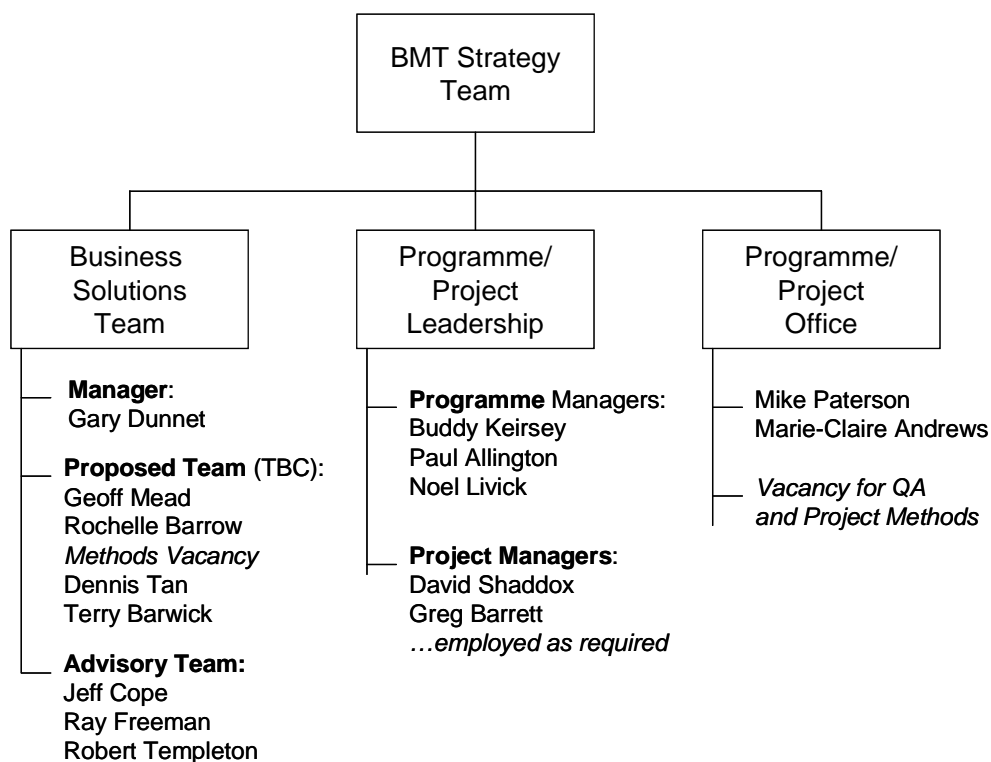 BMT Strategy
Team
Business
Solutions
Team
Manager:
Gary Dunnet
Proposed Team (TBC):
Geoff Mead
Rochelle Barrow
Methods Vacancy
Dennis Tan
Terry Barwick
Advisory Team:
Jeff Cope
Ray Freeman
Robert Templeton
Programme/
Project
Leadership
Programme Managers:
Buddy Keirsey
Paul Allington
Noel Livick
Project Managers:
David Shaddox
Greg Barrett
…employed as required
Programme/
Project
Office
Mike Paterson
Marie-Claire Andrews
Vacancy for QA
and Project Methods